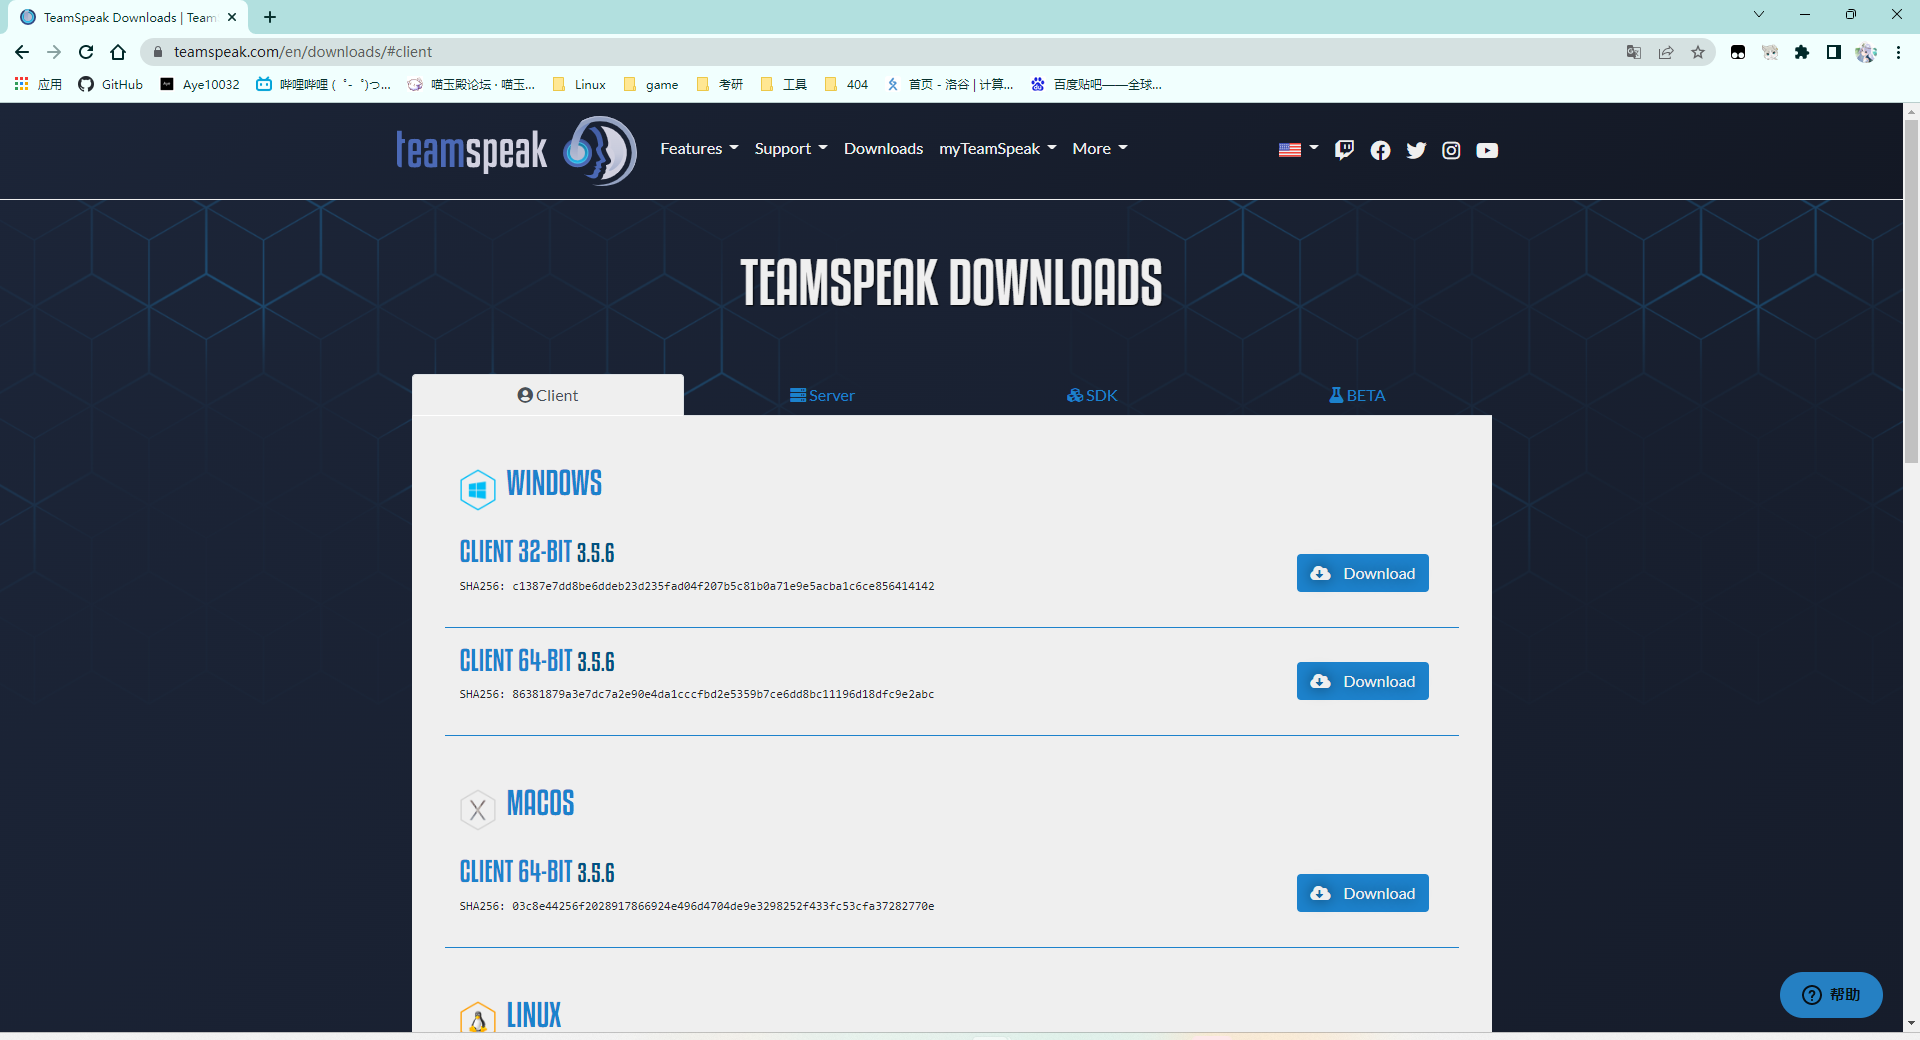 TeamSpeak Downloads | Team
teamspeak.com/en/downloads/#client
应用 GitHub Aye10032 哔哩哔哩 ( ゜- ゜)つ... 喵玉殿论坛 · 喵玉... Linux game 考研 工具 404 首页 - 洛谷 | 计算... 百度贴吧——全球...
teamspeak Features Support Downloads myTeamSpeak More
TEAMSPEAK DOWNLOADS
Client Server SDK BETA
WINDOWS
CLIENT 32-BIT 3.5.6
SHA256: c1387e7dd8be6ddeb23d235fad04f207b5c81b0a71e9e5acba1c6ce856414142
Download
CLIENT 64-BIT 3.5.6
SHA256: 86381879a3e7dc7a2e90e4da1cccfbd2e5359b7ce6dd8bc11196d18dfc9e2abc
Download
MACOS
CLIENT 64-BIT 3.5.6
SHA256: 03c8e44256f2028917866924e496d4704de9e3298252f433fc53cfa37282770e
Download
LINUX
帮助